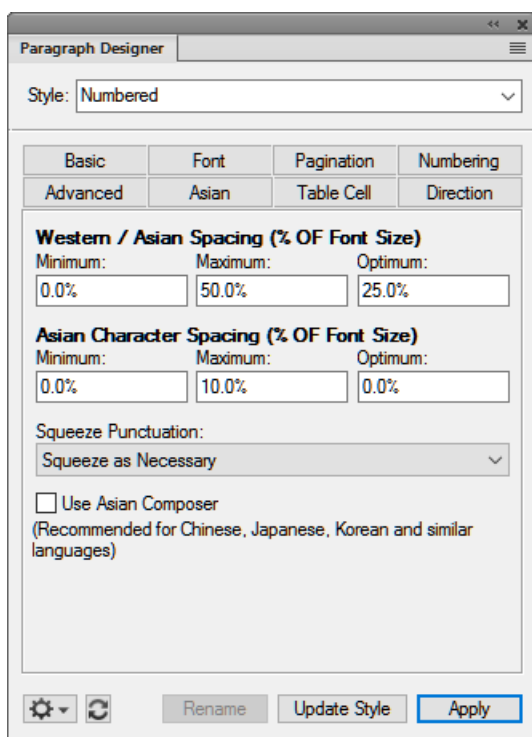 Paragraph Designer
Style: Numbered
Basic Font Pagination Numbering
Advanced Asian Table Cell Direction
Western / Asian Spacing (% OF Font Size)
Minimum: Maximum: Optimum:
0.0% 50.0% 25.0%
Asian Character Spacing (% OF Font Size)
Minimum: Maximum: Optimum:
0.0% 10.0% 0.0%
Squeeze Punctuation:
Squeeze as Necessary
Use Asian Composer
(Recommended for Chinese, Japanese, Korean and similar
languages)
Rename Update Style Apply